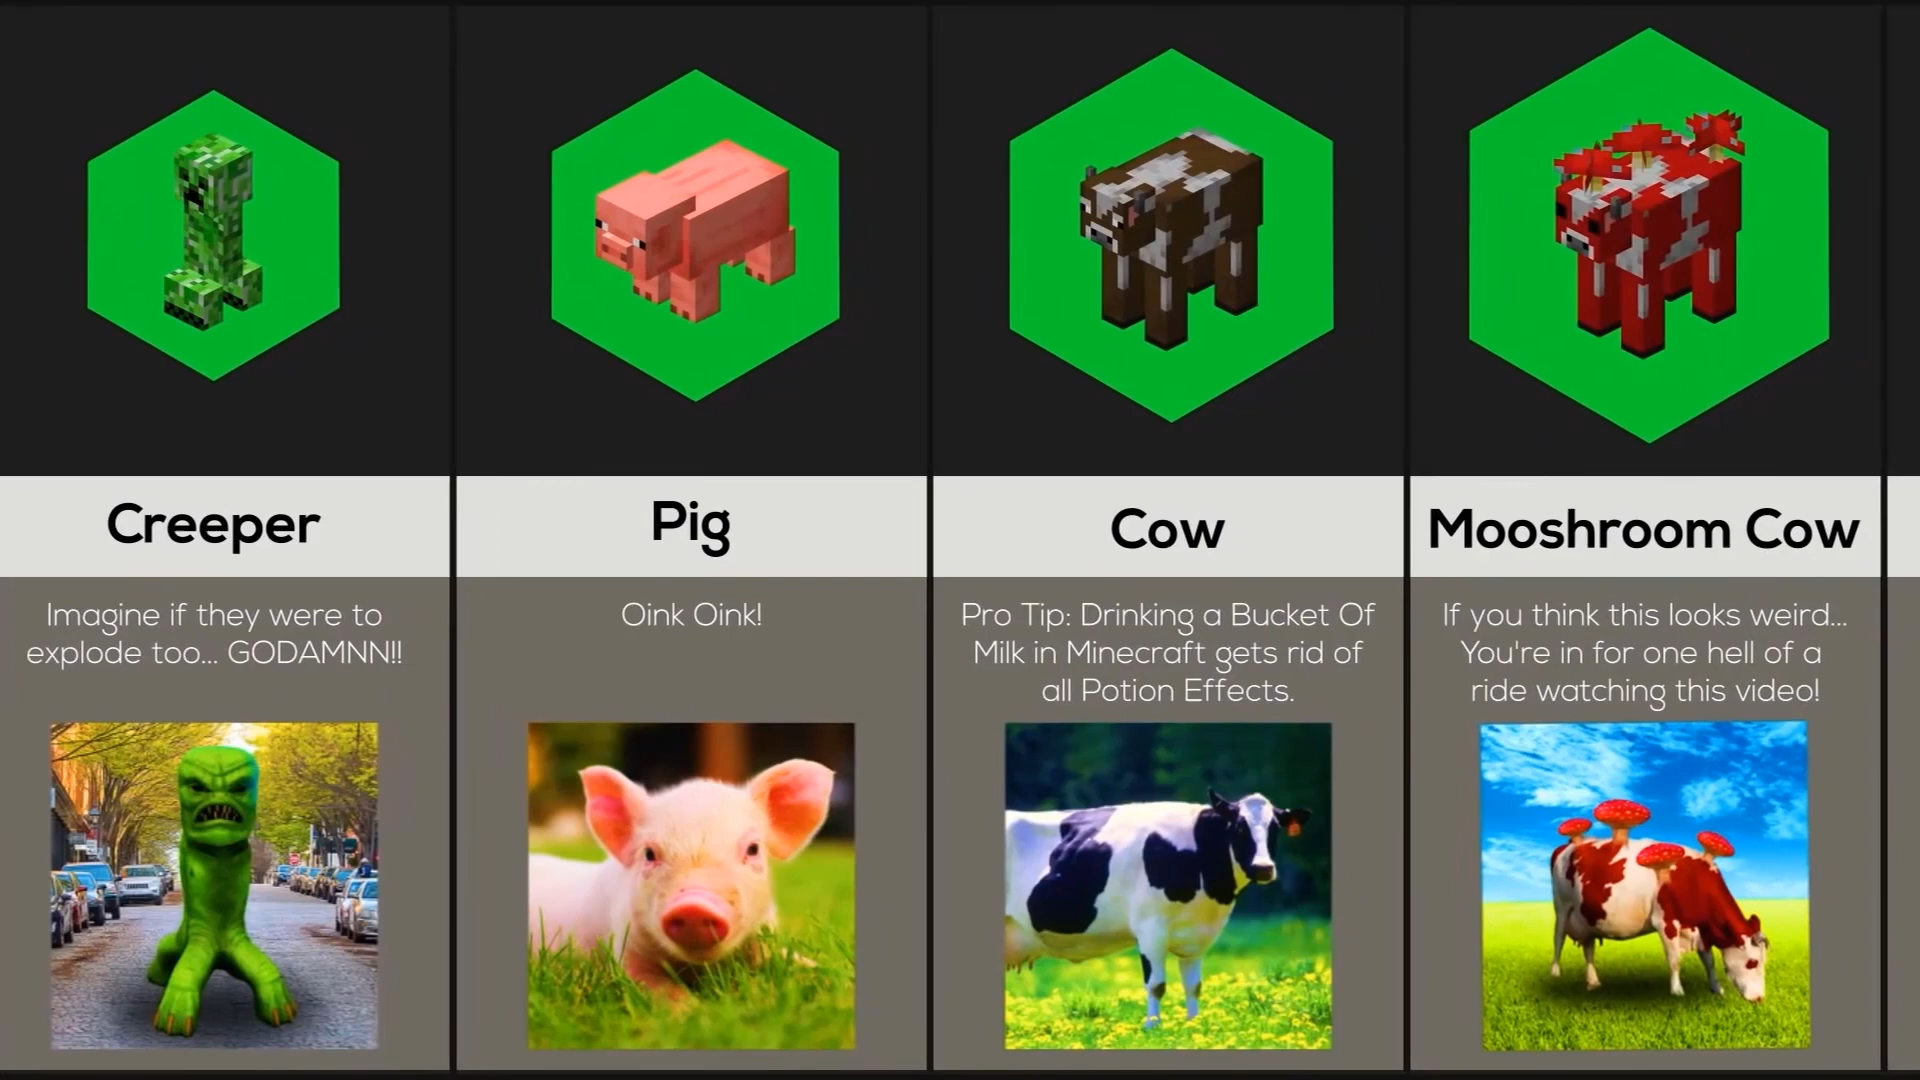 Creeper
Imagine if they were to
explode too... GODAMNN!!
Pig
Oink Oink!
Cow
Pro Tip: Drinking a Bucket Of
Milk in Minecraft gets rid of
all Potion Effects.
Mooshroom Cow
If you think this looks weird...
You're in for one hell of a
ride watching this video!